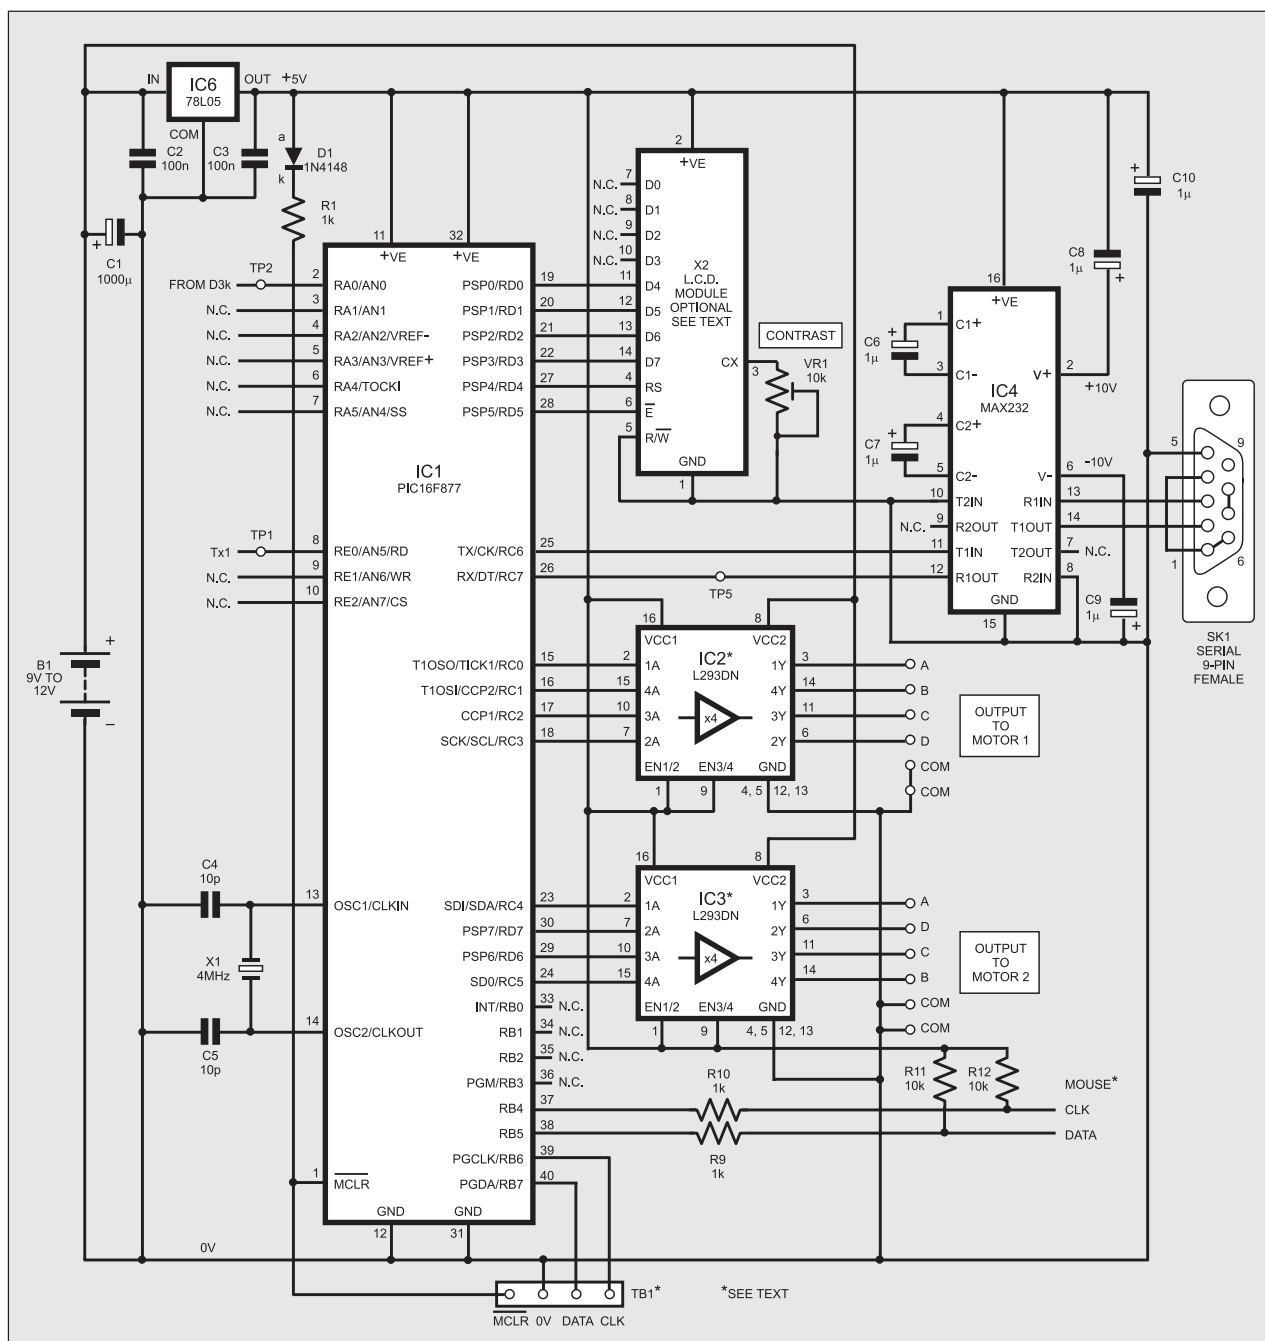 IN
IC6
78L05
OUT
+5V
COM
C2
100n
C3
100n
a
D1
1N4148
k
R1
1k
+
C1
1000µ
2
+VE
N.C. 7 D0
N.C. 8 D1
N.C. 9 D2
N.C. 10 D3
11 D4
12 D5
13 D6
14 D7
4 RS
6 E
5 R/W
X2
L.C.D.
MODULE
OPTIONAL
SEE TEXT
CX
3
GND
1
CONTRAST
VR1
10k
+
C10
1µ
C8
1µ
+
16
+VE
1 C1+
3 C1-
4 C2+
5 C2-
10 T2IN
N.C. 9 R2OUT
11 T1IN
12 R1OUT
IC4
MAX232
V+ 2
+10V
V- 6
-10V
R1IN 13
T1OUT 14
T2OUT 7 N.C.
R2IN 8
GND
15
+
C6
1µ
+
C7
1µ
C9
1µ
+
5
9
1
6
SK1
SERIAL
9-PIN
FEMALE
11
+VE
32
+VE
FROM D3k TP2 2 RA0/AN0
N.C. 3 RA1/AN1
N.C. 4 RA2/AN2/VREF-
N.C. 5 RA3/AN3/VREF+
N.C. 6 RA4/TOCKI
N.C. 7 RA5/AN4/SS
PSP0/RD0 19
PSP1/RD1 20
PSP2/RD2 21
PSP3/RD3 22
PSP4/RD4 27
PSP5/RD5 28
IC1
PIC16F877
Tx1 TP1 8 RE0/AN5/RD
N.C. 9 RE1/AN6/WR
N.C. 10 RE2/AN7/CS
TX/CK/RC6 25
RX/DT/RC7 26
TP5
T1OSO/TICK1/RC0 15
T1OSI/CCP2/RC1 16
CCP1/RC2 17
SCK/SCL/RC3 18
+
B1
9V TO
12V
–
16
VCC1
8
VCC2
2 1A
15 4A
10 3A
7 2A
IC2*
L293DN
x4
1Y 3 A
4Y 14 B
3Y 11 C
2Y 6 D
EN1/2 EN3/4 GND
1 9 4, 5 12, 13
COM
COM
OUTPUT
TO
MOTOR 1
16
VCC1
8
VCC2
2 1A
7 2A
10 3A
15 4A
IC3*
L293DN
x4
1Y 3 A
2Y 6 D
3Y 11 C
4Y 14 B
EN1/2 EN3/4 GND
1 9 4, 5 12, 13
COM
COM
OUTPUT
TO
MOTOR 2
C4
10p
X1
4MHz
C5
10p
13 OSC1/CLKIN
14 OSC2/CLKOUT
SDI/SDA/RC4 23
PSP7/RD7 30
PSP6/RD6 29
SD0/RC5 24
INT/RB0 33 N.C.
RB1 34 N.C.
RB2 35 N.C.
PGM/RB3 36 N.C.
RB4 37
RB5 38
PGCLK/RB6 39
PGDA/RB7 40
1 MCLR
GND
12
GND
31
R10
1k
R9
1k
R11
10k
R12
10k
MOUSE*
CLK
DATA
0V
TB1*
*SEE TEXT
MCLR 0V DATA CLK